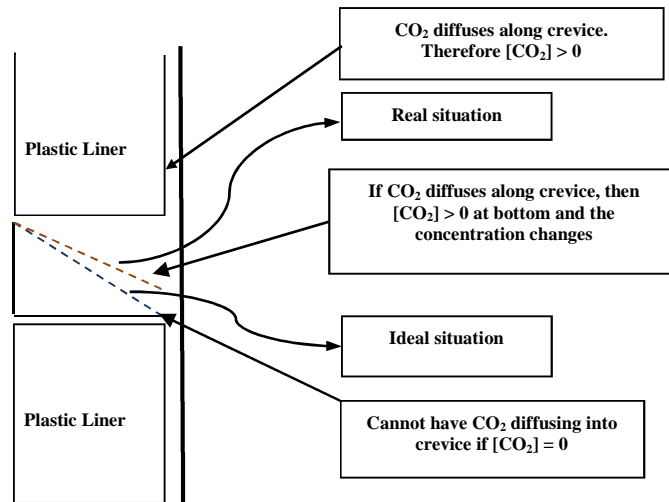 CO₂ diffuses along crevice.
Therefore [CO₂] > 0
Real situation
Plastic Liner
If CO₂ diffuses along crevice, then
[CO₂] > 0 at bottom and the
concentration changes
Ideal situation
Plastic Liner
Cannot have CO₂ diffusing into
crevice if [CO₂] = 0